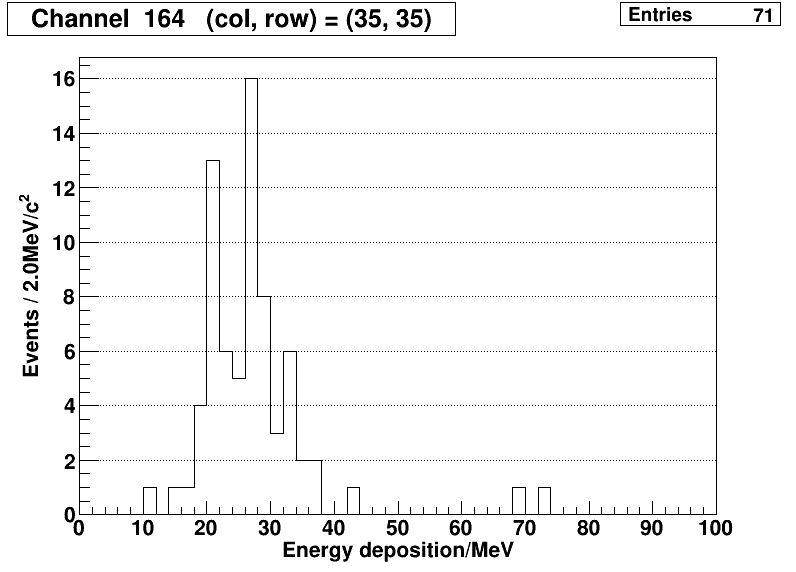 Channel 164 (col, row) = (35, 35)
Entries 71
Events / 2.0MeV/c²
16
14
12
10
8
6
4
2
0
0 10 20 30 40 50 60 70 80 90 100
Energy deposition/MeV